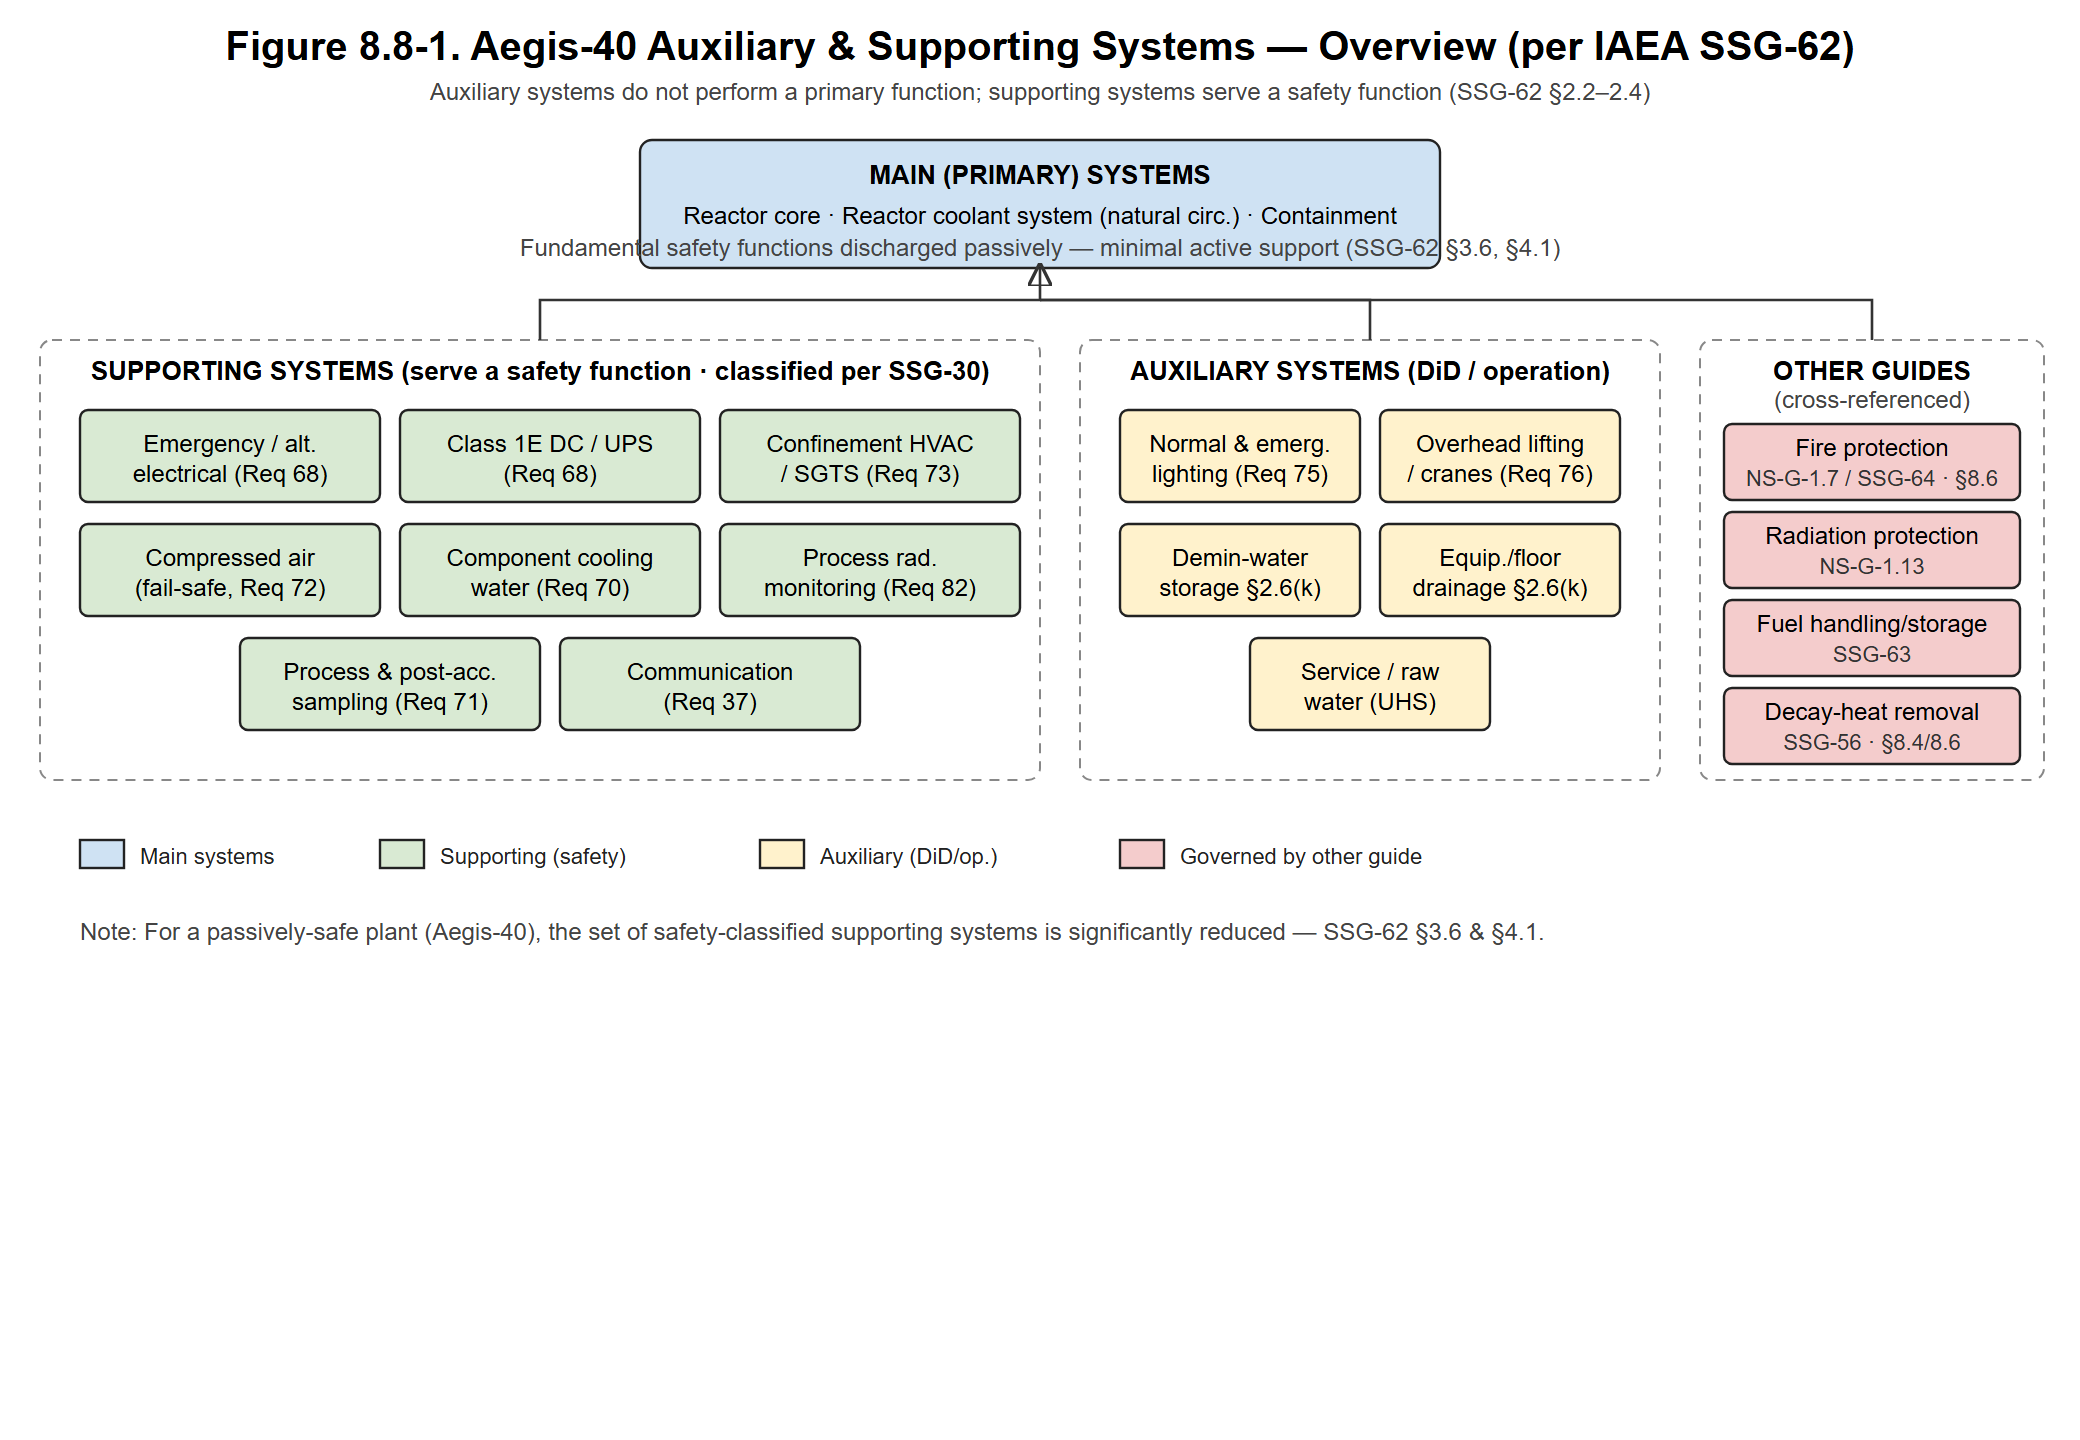 Figure 8.8-1. Aegis-40 Auxiliary & Supporting Systems — Overview (per IAEA SSG-62)
Auxiliary systems do not perform a primary function; supporting systems serve a safety function (SSG-62 §2.2–2.4)
MAIN (PRIMARY) SYSTEMS
Reactor core · Reactor coolant system (natural circ.) · Containment
Fundamental safety functions discharged passively — minimal active support (SSG-62 §3.6, §4.1)
SUPPORTING SYSTEMS (serve a safety function · classified per SSG-30)
Emergency / alt.
electrical (Req 68)
Class 1E DC / UPS
(Req 68)
Confinement HVAC
/ SGTS (Req 73)
Compressed air
(fail-safe, Req 72)
Component cooling
water (Req 70)
Process rad.
monitoring (Req 82)
Process & post-acc.
sampling (Req 71)
Communication
(Req 37)
AUXILIARY SYSTEMS (DiD / operation)
Normal & emerg.
lighting (Req 75)
Overhead lifting
/ cranes (Req 76)
Demin-water
storage §2.6(k)
Equip./floor
drainage §2.6(k)
Service / raw
water (UHS)
OTHER GUIDES
(cross-referenced)
Fire protection
NS-G-1.7 / SSG-64 · §8.6
Radiation protection
NS-G-1.13
Fuel handling/storage
SSG-63
Decay-heat removal
SSG-56 · §8.4/8.6
Main systems
Supporting (safety)
Auxiliary (DiD/op.)
Governed by other guide
Note: For a passively-safe plant (Aegis-40), the set of safety-classified supporting systems is significantly reduced — SSG-62 §3.6 & §4.1.